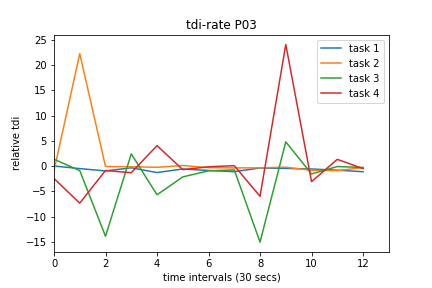 tdi-rate P03
25
20
15
10
5
0
−5
−10
−15
relative tdi
task 1
task 2
task 3
task 4
0 2 4 6 8 10 12
time intervals (30 secs)